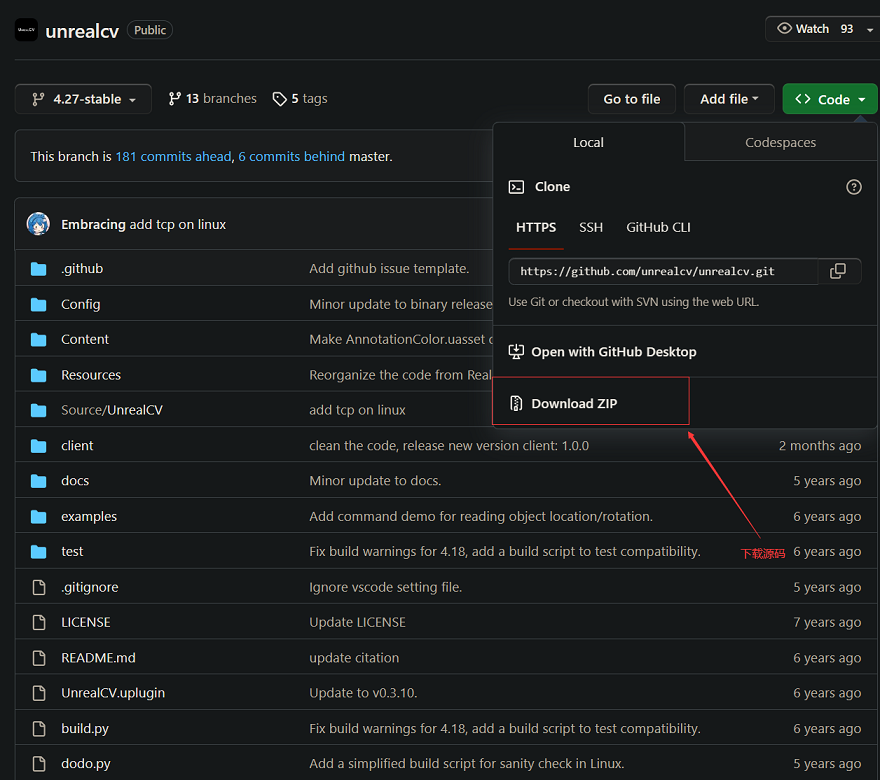 unrealcv Public
Watch 93
4.27-stable 13 branches 5 tags Go to file Add file Code
Local Codespaces
This branch is 181 commits ahead, 6 commits behind master.
Clone
HTTPS SSH GitHub CLI
https://github.com/unrealcv/unrealcv.git
Use Git or checkout with SVN using the web URL.
Open with GitHub Desktop
Download ZIP
下载源码
Embracing add tcp on linux
.github Add github issue template.
Config Minor update to binary release
Content Make AnnotationColor.uasset
Resources Reorganize the code from Real
Source/UnrealCV add tcp on linux
client clean the code, release new version client: 1.0.0 2 months ago
docs Minor update to docs. 5 years ago
examples Add command demo for reading object location/rotation. 6 years ago
test Fix build warnings for 4.18, add a build script to test compatibility. 6 years ago
.gitignore Ignore vscode setting file. 5 years ago
LICENSE Update LICENSE 7 years ago
README.md update citation 6 years ago
UnrealCV.uplugin Update to v0.3.10. 6 years ago
build.py Fix build warnings for 4.18, add a build script to test compatibility. 6 years ago
dodo.py Add a simplified build script for sanity check in Linux. 5 years ago